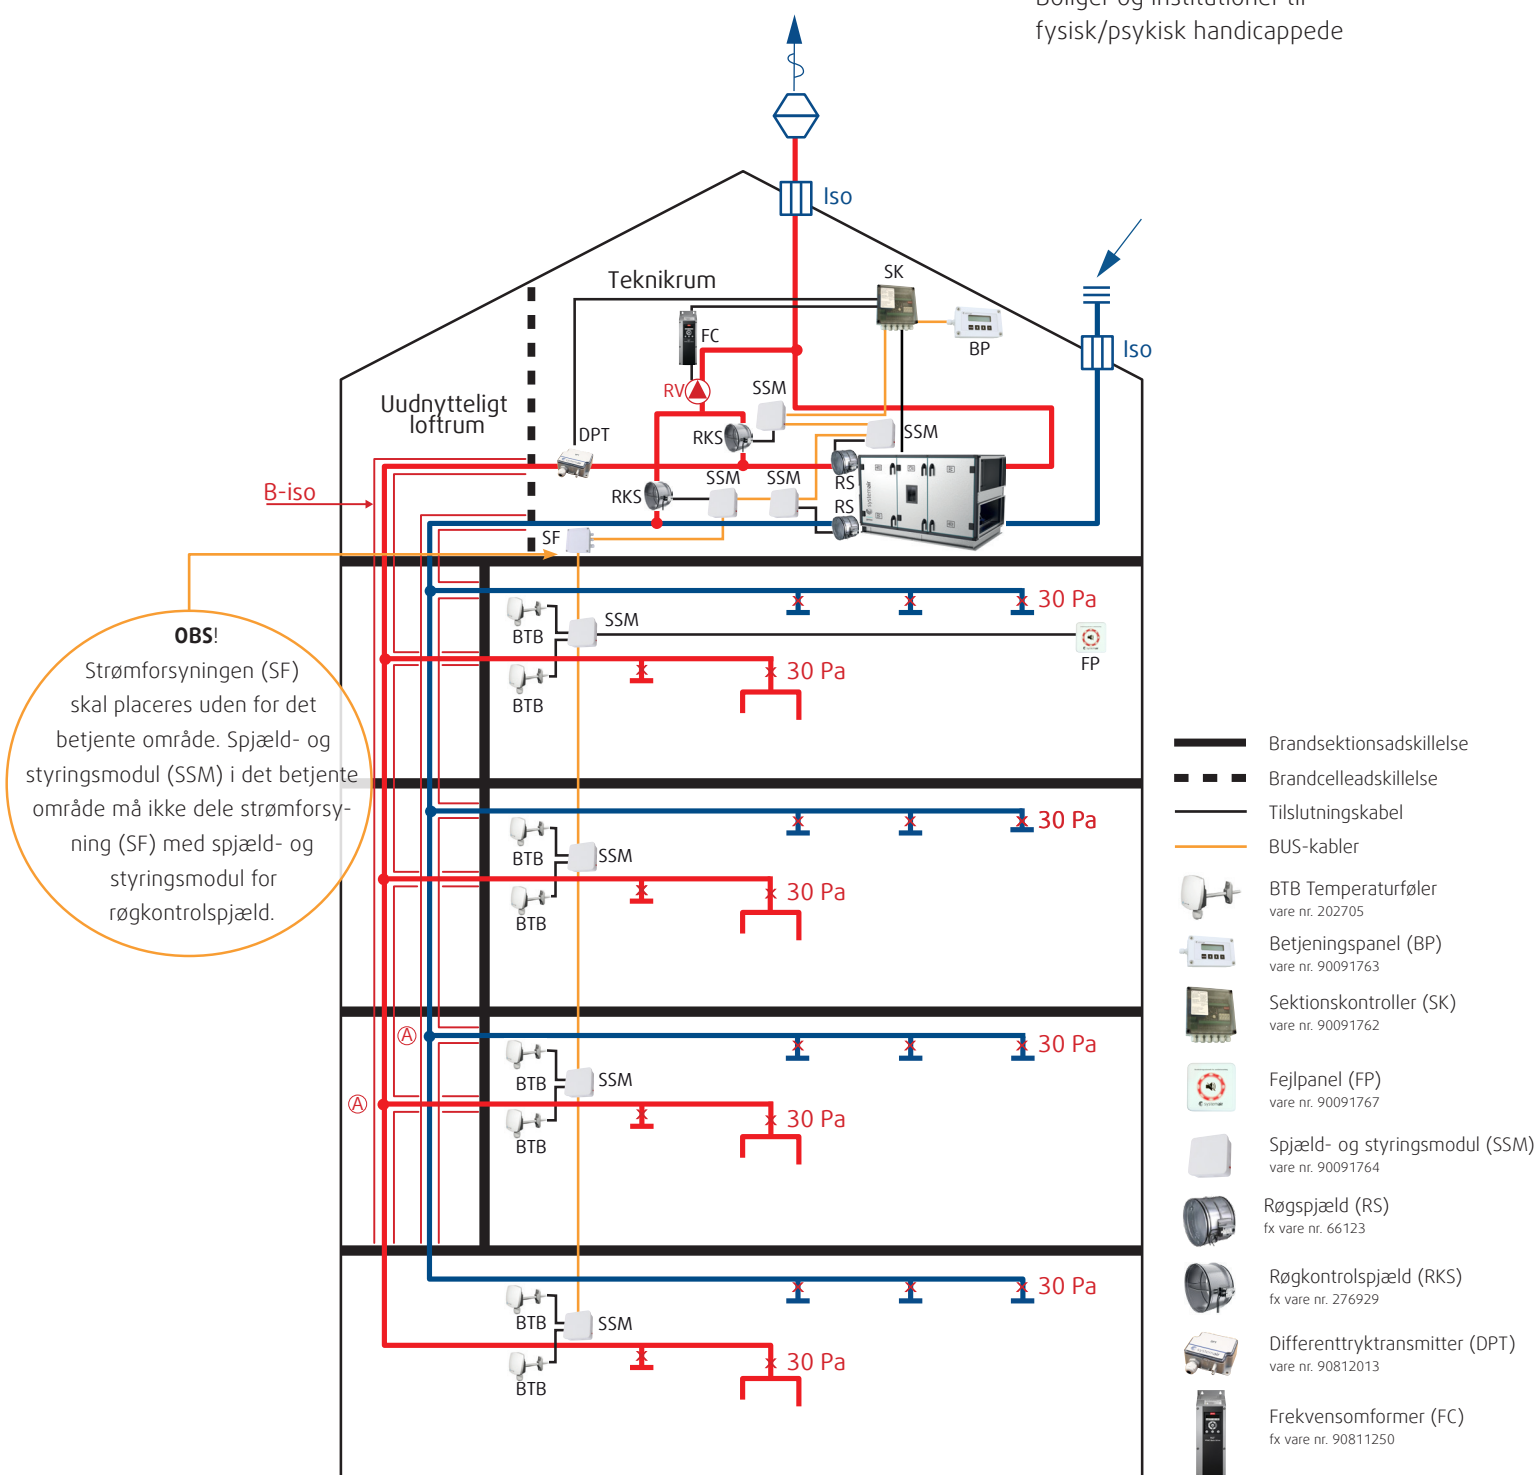 Boliger og institutioner til
fysisk/psykisk handicappede
Iso
Teknikrum
SK
FC
BP
Iso
RV
SSM
Uudnytteligt
loftrum
DPT
RKS
SSM
SSM
SSM
RS
B-iso
RKS
RS
systemair
SF
30 Pa
BTB
SSM
FP
30 Pa
BTB
OBS!
Strømforsyningen (SF)
skal placeres uden for det
betjente område. Spjæld- og
styringsmodul (SSM) i det betjente
område må ikke dele strømforsy-
ning (SF) med spjæld- og
styringsmodul for
røgkontrolspjæld.
30 Pa
BTB
SSM
30 Pa
BTB
A
30 Pa
BTB
SSM
A
30 Pa
BTB
30 Pa
BTB
SSM
30 Pa
BTB
Brandsektionsadskillelse
Brandcelleadskillelse
Tilslutningskabel
BUS-kabler
BTB Temperaturføler
vare nr. 202705
Betjeningspanel (BP)
vare nr. 90091763
Sektionskontroller (SK)
vare nr. 90091762
Fejlpanel (FP)
vare nr. 90091767
Spjæld- og styringsmodul (SSM)
vare nr. 90091764
Røgspjæld (RS)
fx vare nr. 66123
Røgkontrolspjæld (RKS)
fx vare nr. 276929
Differenttryktransmitter (DPT)
vare nr. 90812013
Frekvensomformer (FC)
fx vare nr. 90811250